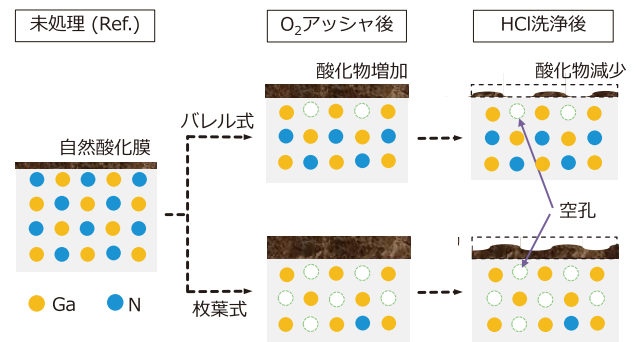 未処理 (Ref.)
O₂アッシャ後
HCl洗浄後
酸化物増加
酸化物減少
バレル式
自然酸化膜
空孔
Ga
N
枚葉式